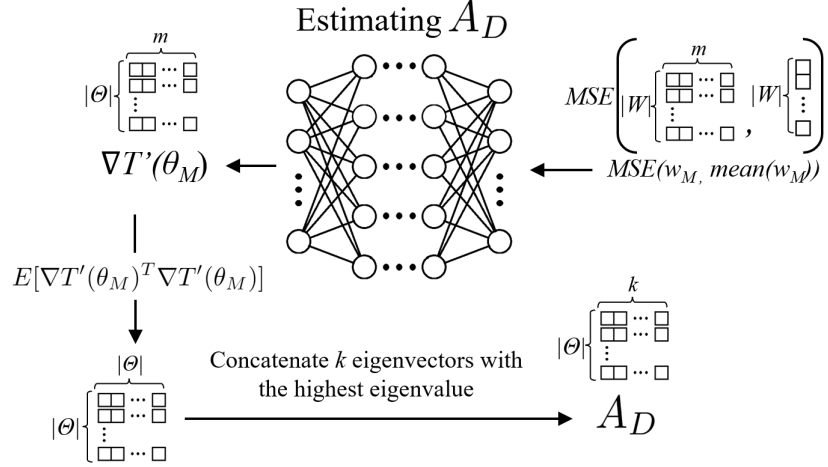 Estimating A_D
m
|Θ|
∇T'(θ_M)
m
MSE |W| , |W|
MSE(w_M, mean(w_M))
E[∇T'(θ_M)^T ∇T'(θ_M)]
|Θ|
|Θ|
Concatenate k eigenvectors with
the highest eigenvalue
k
|Θ|
A_D